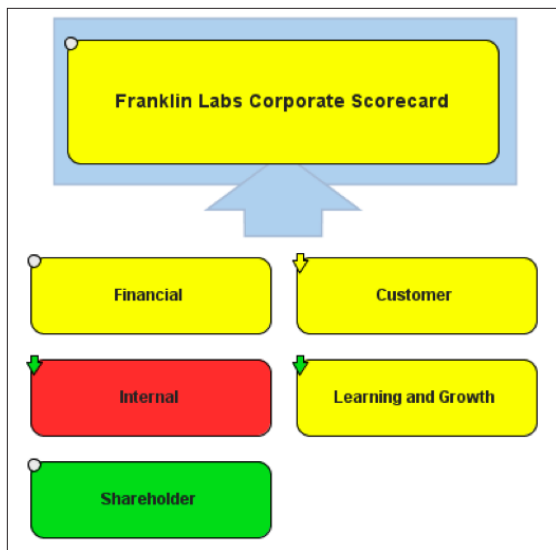 Franklin Labs Corporate Scorecard
Financial
Customer
Internal
Learning and Growth
Shareholder